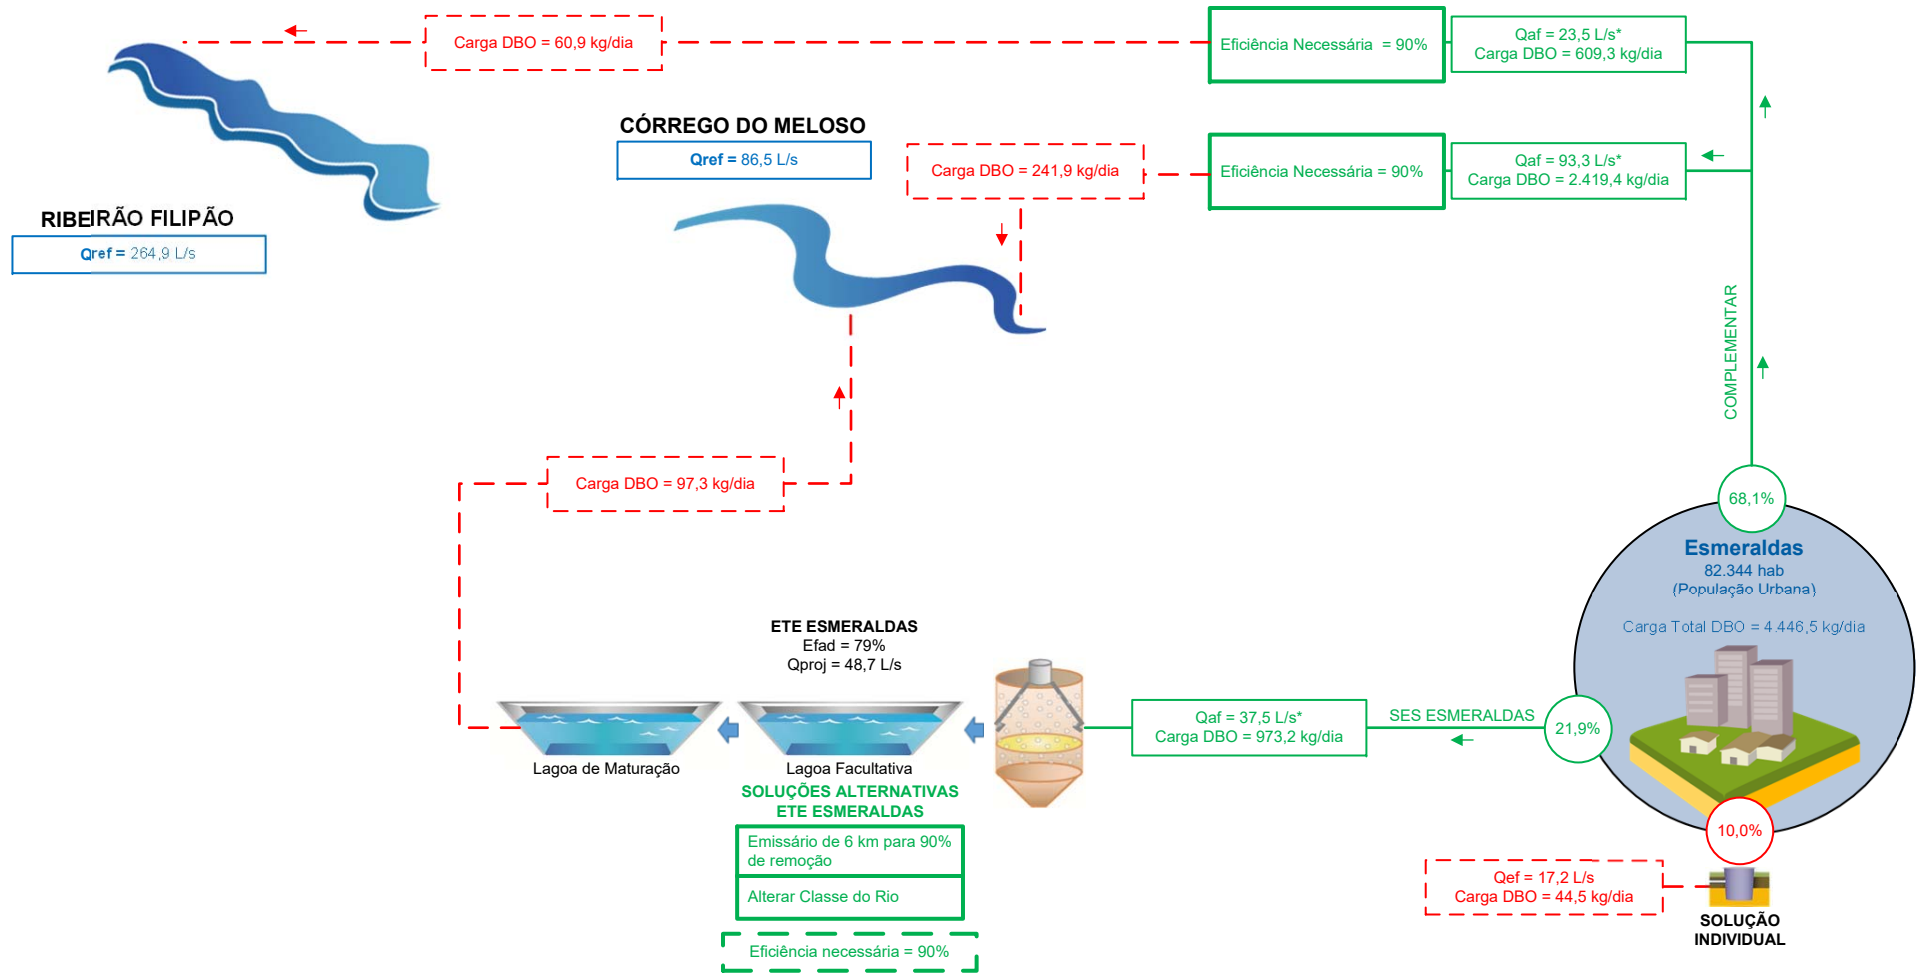 Carga DBO = 60,9 kg/dia
Eficiência Necessária = 90%
Qaf = 23,5 L/s*
Carga DBO = 609,3 kg/dia
CÓRREGO DO MELOSO
Qref = 86,5 L/s
Carga DBO = 241,9 kg/dia
Eficiência Necessária = 90%
Qaf = 93,3 L/s*
Carga DBO = 2.419,4 kg/dia
RIBEIRÃO FILIPÃO
Qref = 264,9 L/s
COMPLEMENTAR
Carga DBO = 97,3 kg/dia
68,1%
Esmeraldas
82.344 hab
(População Urbana)
Carga Total DBO = 4.446,5 kg/dia
ETE ESMERALDAS
Efad = 79%
Qproj = 48,7 L/s
Qaf = 37,5 L/s*
Carga DBO = 973,2 kg/dia
SES ESMERALDAS
21,9%
Lagoa de Maturação
Lagoa Facultativa
SOLUÇÕES ALTERNATIVAS
ETE ESMERALDAS
Emissário de 6 km para 90%
de remoção
Alterar Classe do Rio
Eficiência necessária = 90%
10,0%
Qef = 17,2 L/s
Carga DBO = 44,5 kg/dia
SOLUÇÃO
INDIVIDUAL